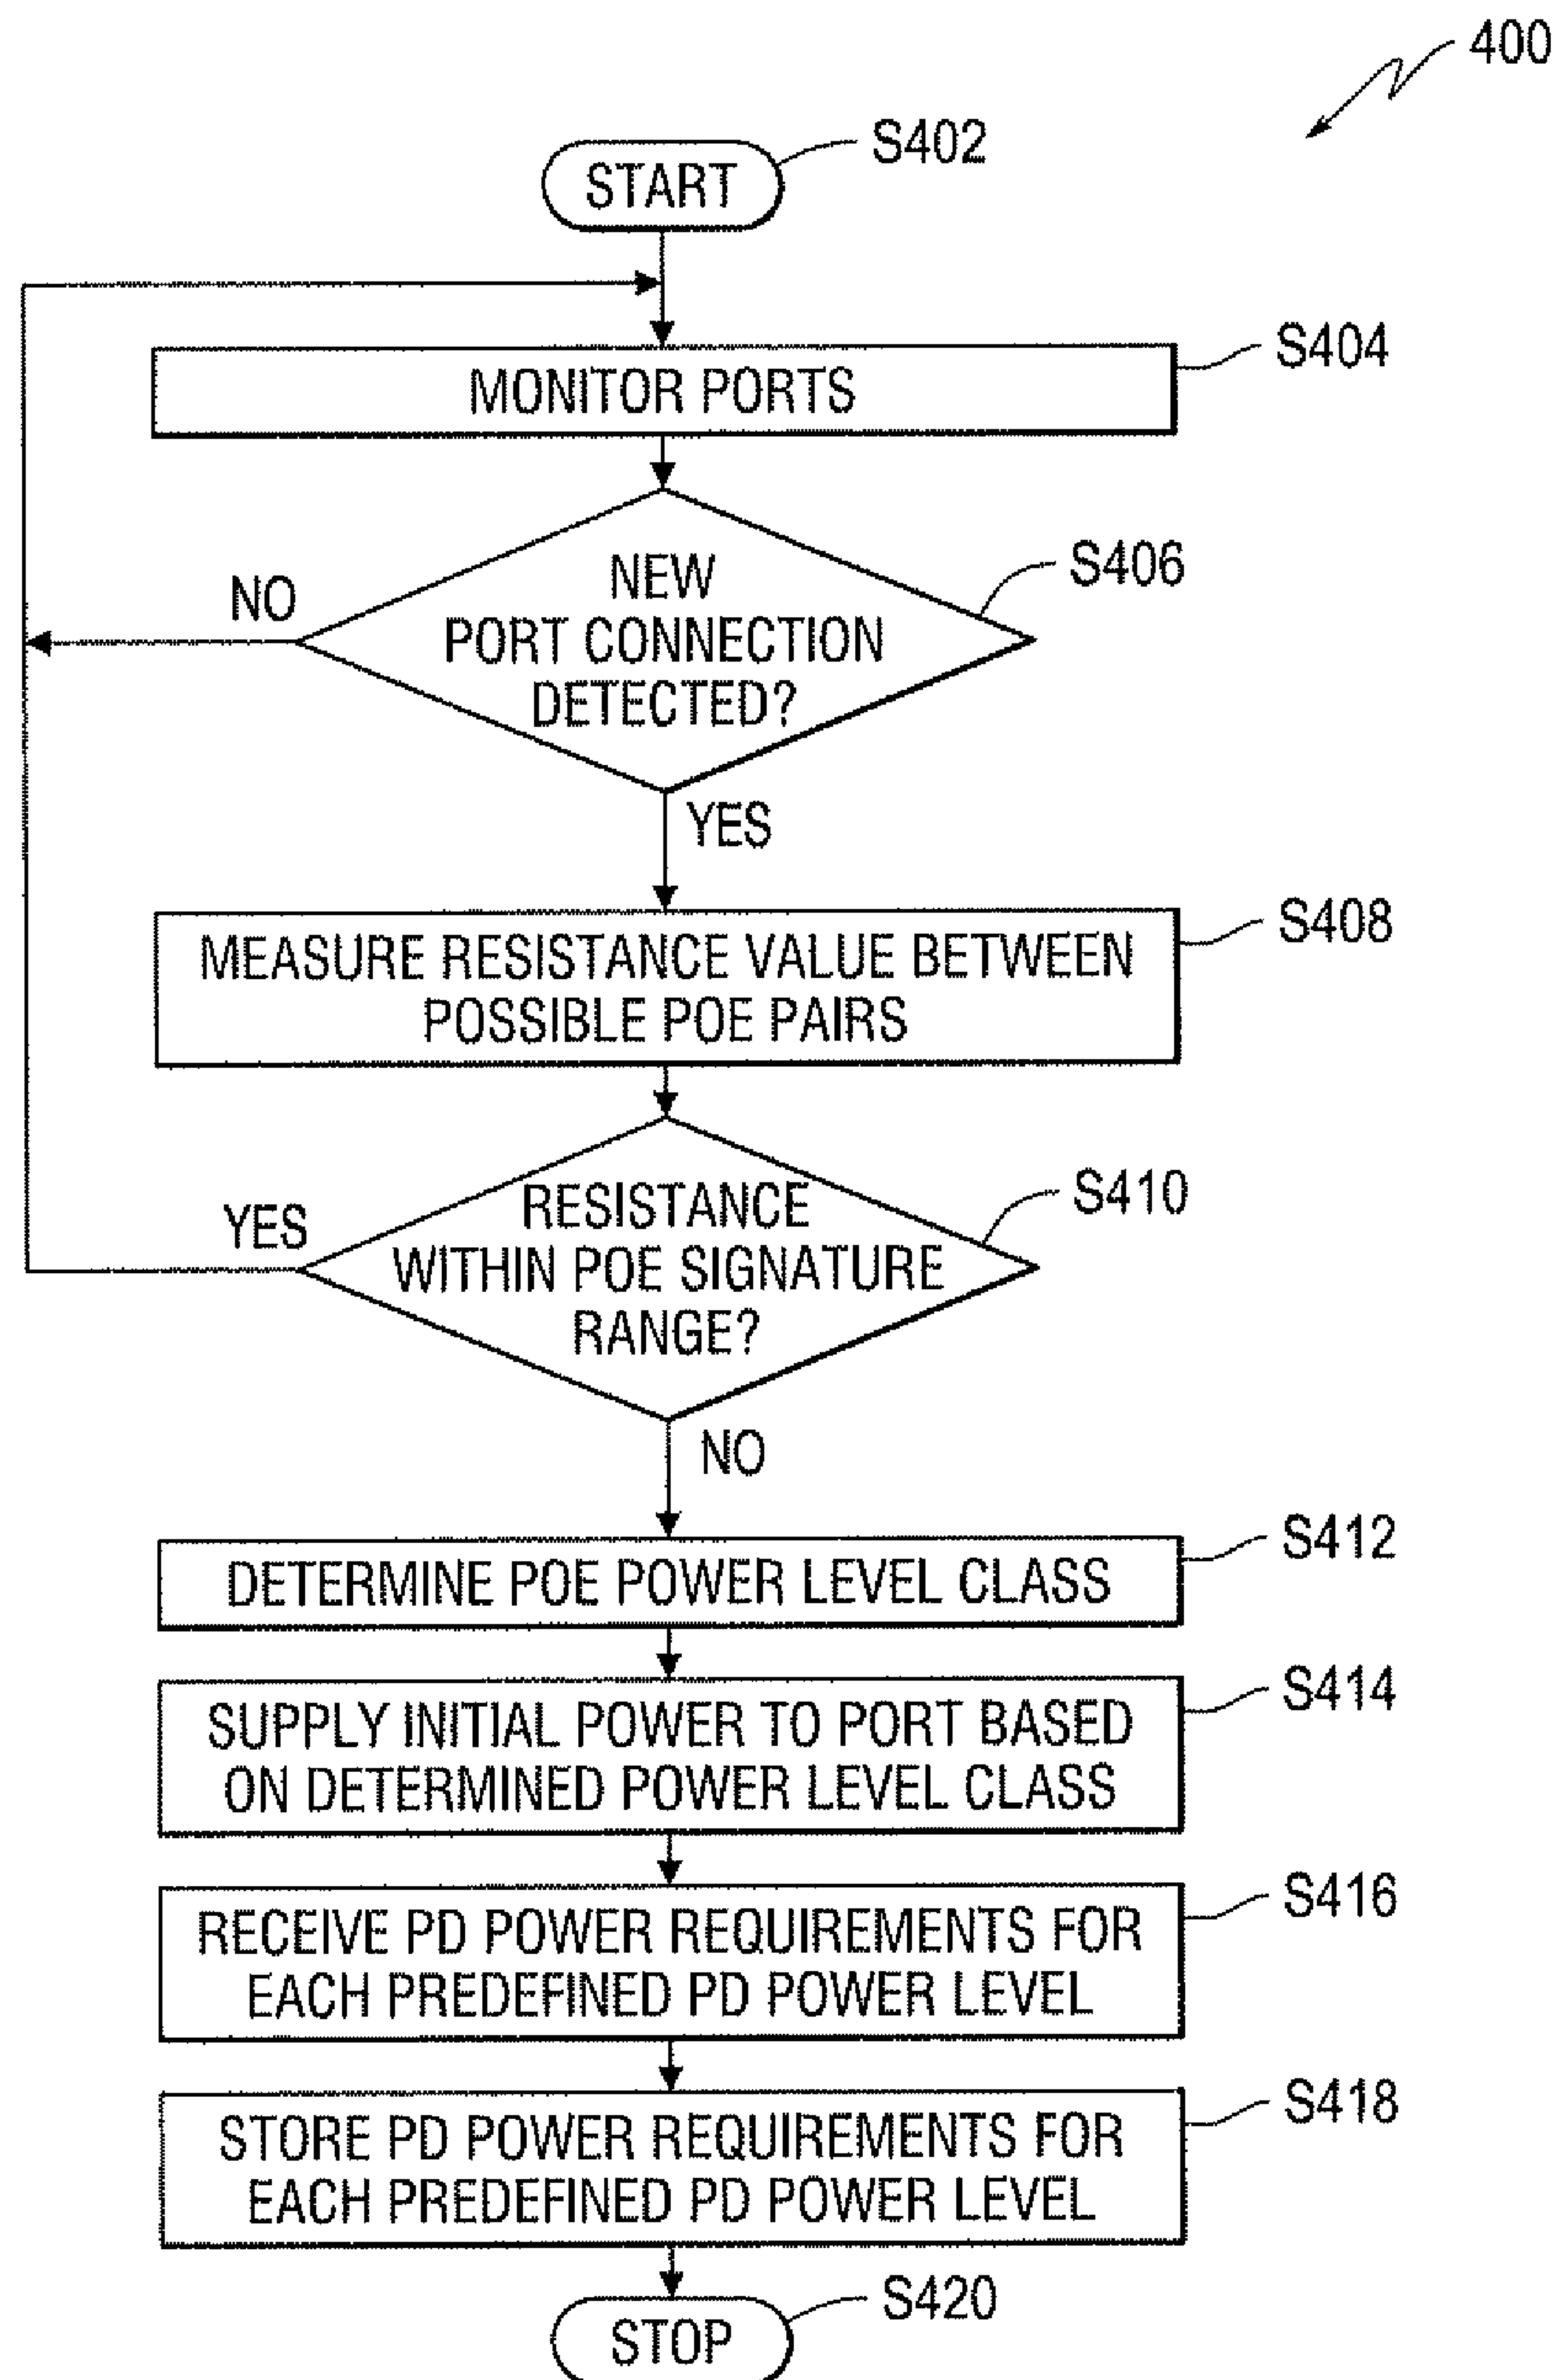 400
START
S402
MONITOR PORTS
S404
NEW
PORT CONNECTION
DETECTED?
S406
NO
YES
MEASURE RESISTANCE VALUE BETWEEN
POSSIBLE POE PAIRS
S408
RESISTANCE
WITHIN POE SIGNATURE
RANGE?
S410
YES
NO
DETERMINE POE POWER LEVEL CLASS
S412
SUPPLY INITIAL POWER TO PORT BASED
ON DETERMINED POWER LEVEL CLASS
S414
RECEIVE PD POWER REQUIREMENTS FOR
EACH PREDEFINED PD POWER LEVEL
S416
STORE PD POWER REQUIREMENTS FOR
EACH PREDEFINED PD POWER LEVEL
S418
STOP
S420